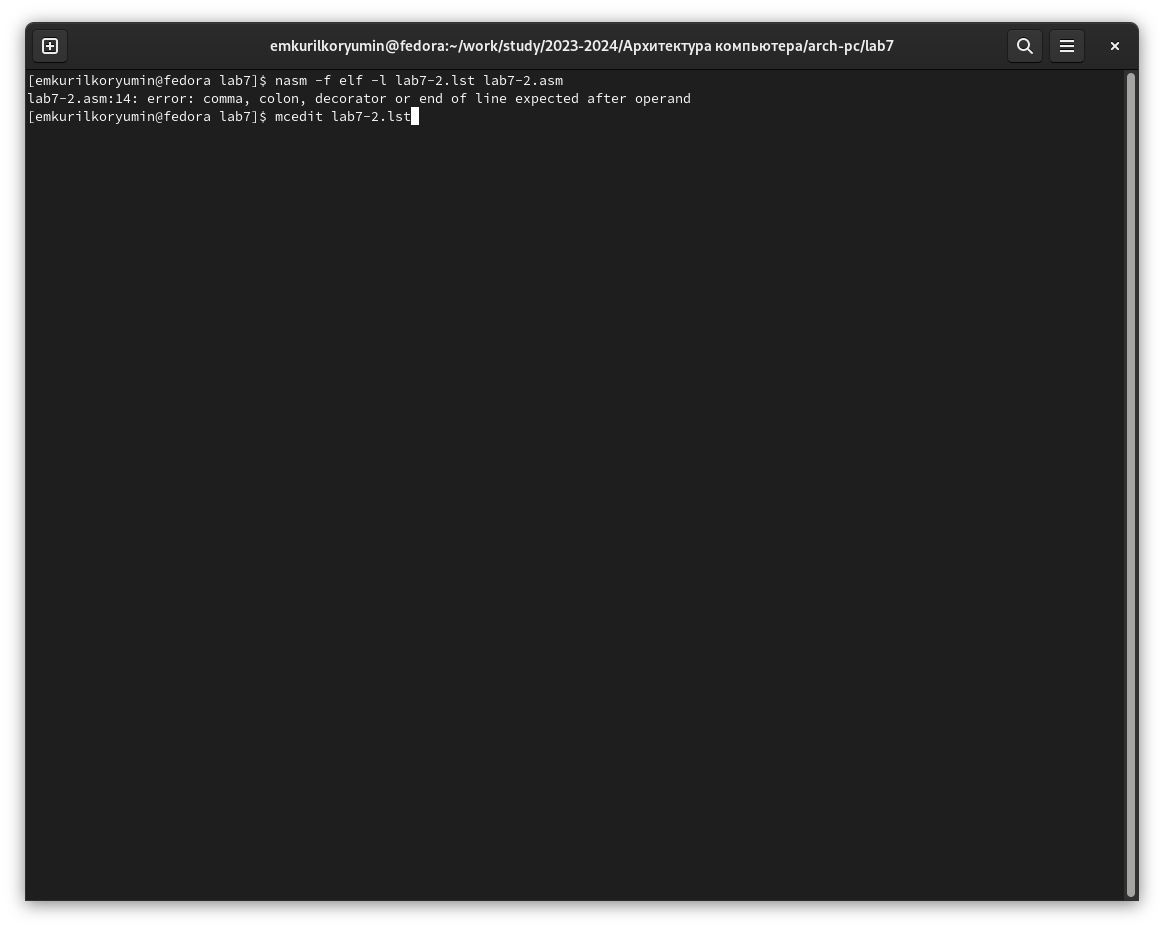 emkurilkoryumin@fedora:~/work/study/2023-2024/Архитектура компьютера/arch-pc/lab7
[emkurilkoryumin@fedora lab7]$ nasm -f elf -l lab7-2.lst lab7-2.asm
lab7-2.asm:14: error: comma, colon, decorator or end of line expected after operand
[emkurilkoryumin@fedora lab7]$ mcedit lab7-2.lst